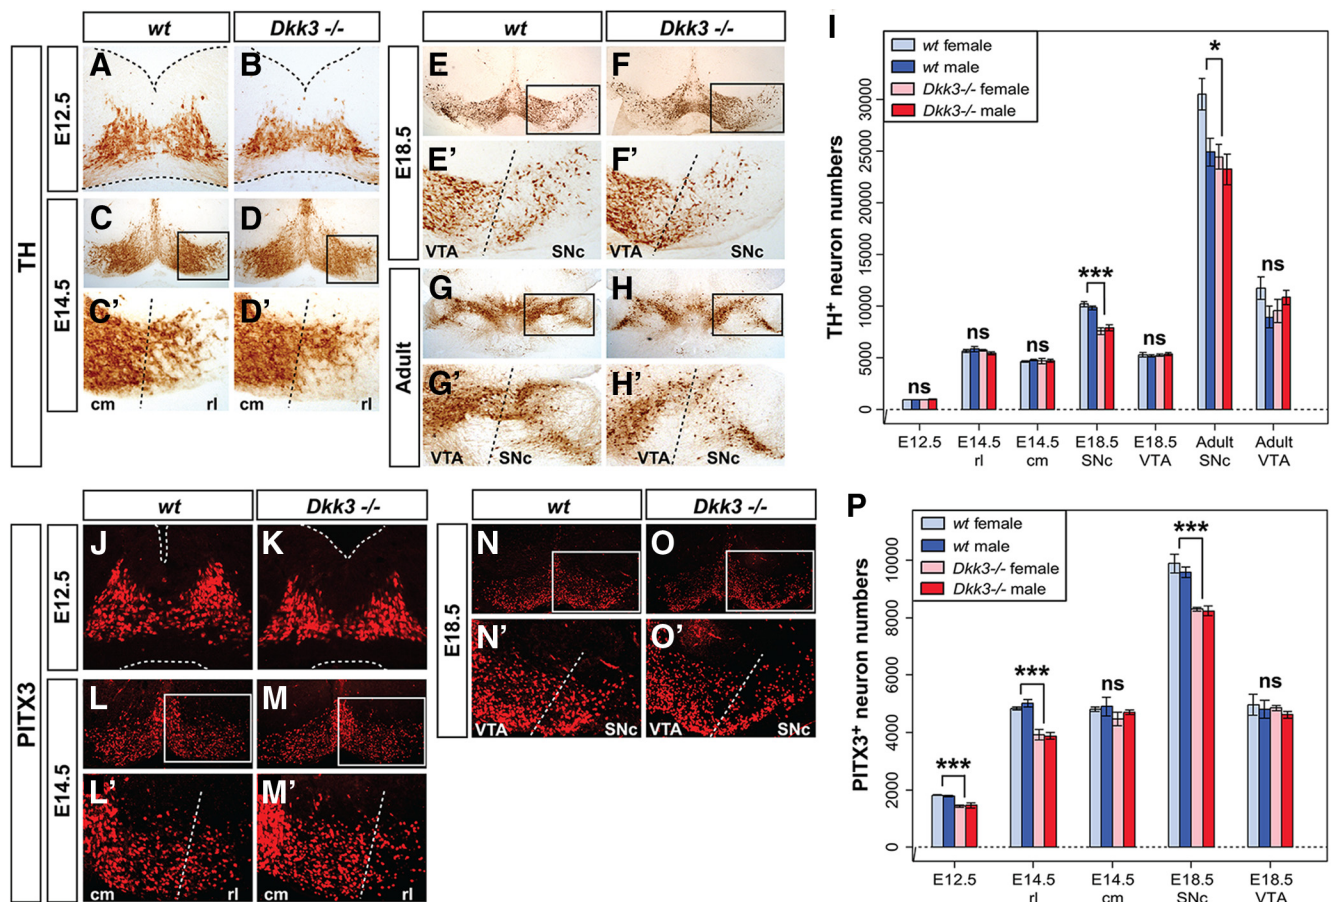 wt
Dkk3 -/-
TH
E12.5
A
B
E14.5
C
D
C'
D'
cm
rl
cm
rl
wt
Dkk3 -/-
E18.5
E
F
E'
F'
VTA
SNc
VTA
SNc
Adult
G
H
G'
H'
VTA
SNc
VTA
SNc
I
wt female
wt male
Dkk3-/- female
Dkk3-/- male
TH+ neuron numbers
30000
25000
20000
15000
10000
5000
0
ns
ns
ns
***
ns
*
ns
E12.5
E14.5 rl
E14.5 cm
E18.5 SNc
E18.5 VTA
Adult SNc
Adult VTA
wt
Dkk3 -/-
PITX3
E12.5
J
K
E14.5
L
M
L'
M'
cm
rl
cm
rl
wt
Dkk3 -/-
E18.5
N
O
N'
O'
VTA
SNc
VTA
SNc
P
wt female
wt male
Dkk3-/- female
Dkk3-/- male
PITX3+ neuron numbers
10000
8000
6000
4000
2000
0
***
***
ns
***
ns
E12.5
E14.5 rl
E14.5 cm
E18.5 SNc
E18.5 VTA